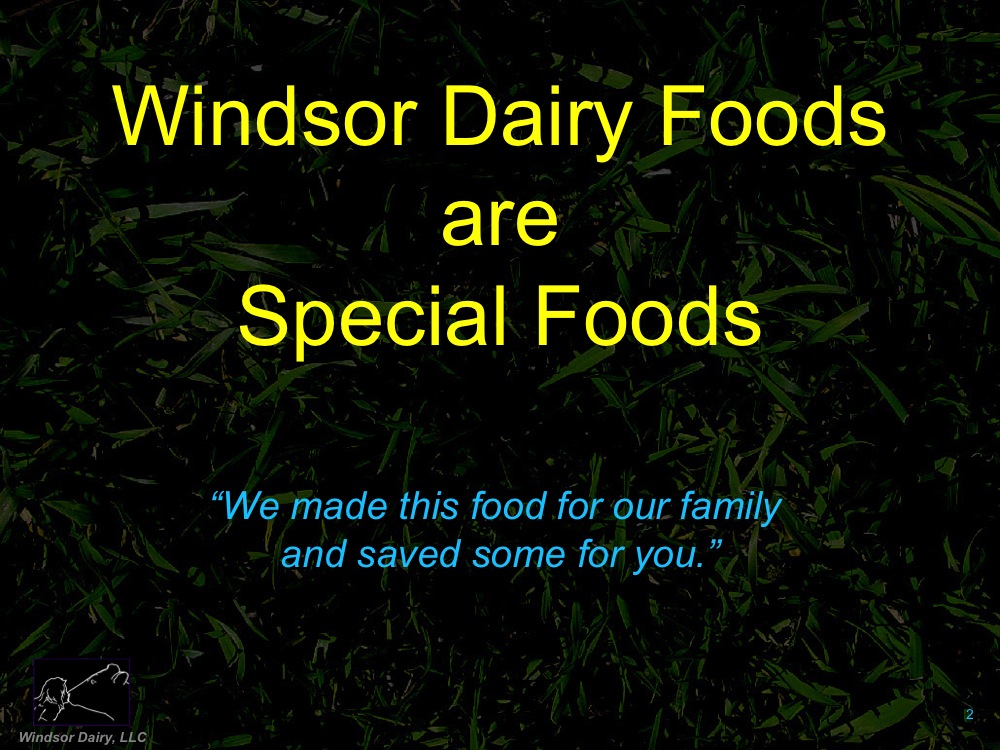 Windsor Dairy Foods
are
Special Foods
“We made this food for our family
and saved some for you.”
Windsor Dairy, LLC
2